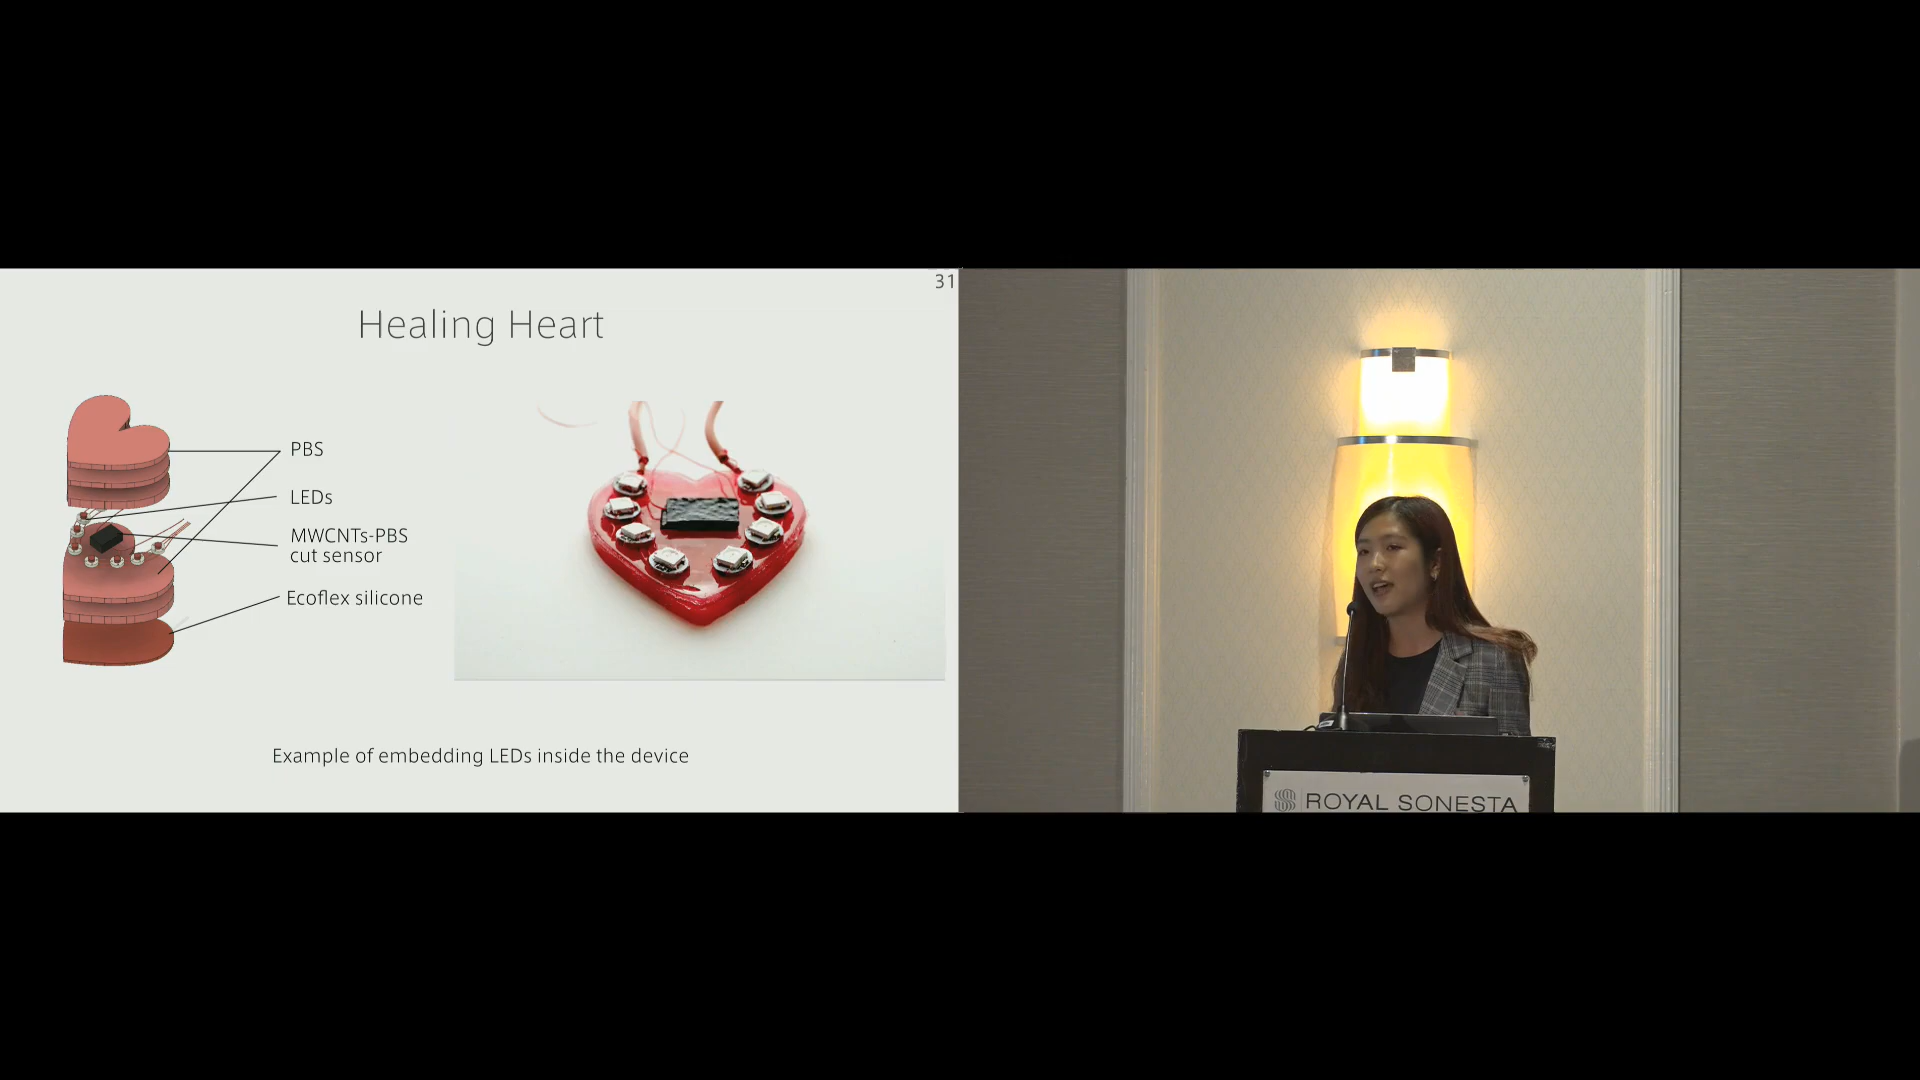 31
Healing Heart
PBS
LEDs
MWCNTs-PBS
cut sensor
Ecoflex silicone
Example of embedding LEDs inside the device
ROYAL SONESTA